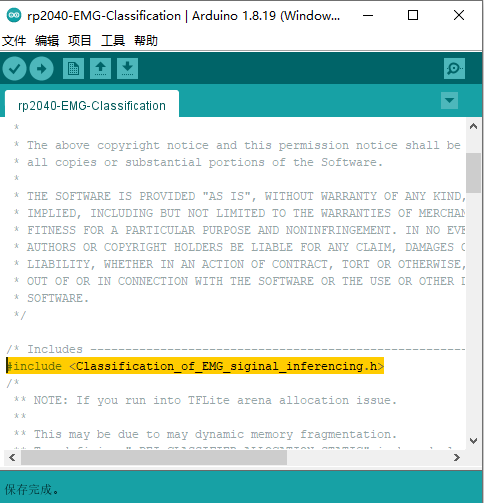 rp2040-EMG-Classification | Arduino 1.8.19 (Window...
文件 编辑 项目 工具 帮助
rp2040-EMG-Classification
*
* The above copyright notice and this permission notice shall be
* all copies or substantial portions of the Software.
*
* THE SOFTWARE IS PROVIDED "AS IS", WITHOUT WARRANTY OF ANY KIND,
* IMPLIED, INCLUDING BUT NOT LIMITED TO THE WARRANTIES OF MERCHAN
* FITNESS FOR A PARTICULAR PURPOSE AND NONINFRINGEMENT. IN NO EVE
* AUTHORS OR COPYRIGHT HOLDERS BE LIABLE FOR ANY CLAIM, DAMAGES O
* LIABILITY, WHETHER IN AN ACTION OF CONTRACT, TORT OR OTHERWISE,
* OUT OF OR IN CONNECTION WITH THE SOFTWARE OR THE USE OR OTHER D
* SOFTWARE.
*/
/* Includes ------------------------------------------------------
#include <Classification_of_EMG_siginal_inferencing.h>
/*
** NOTE: If you run into TFLite arena allocation issue.
**
** This may be due to may dynamic memory fragmentation.
保存完成。